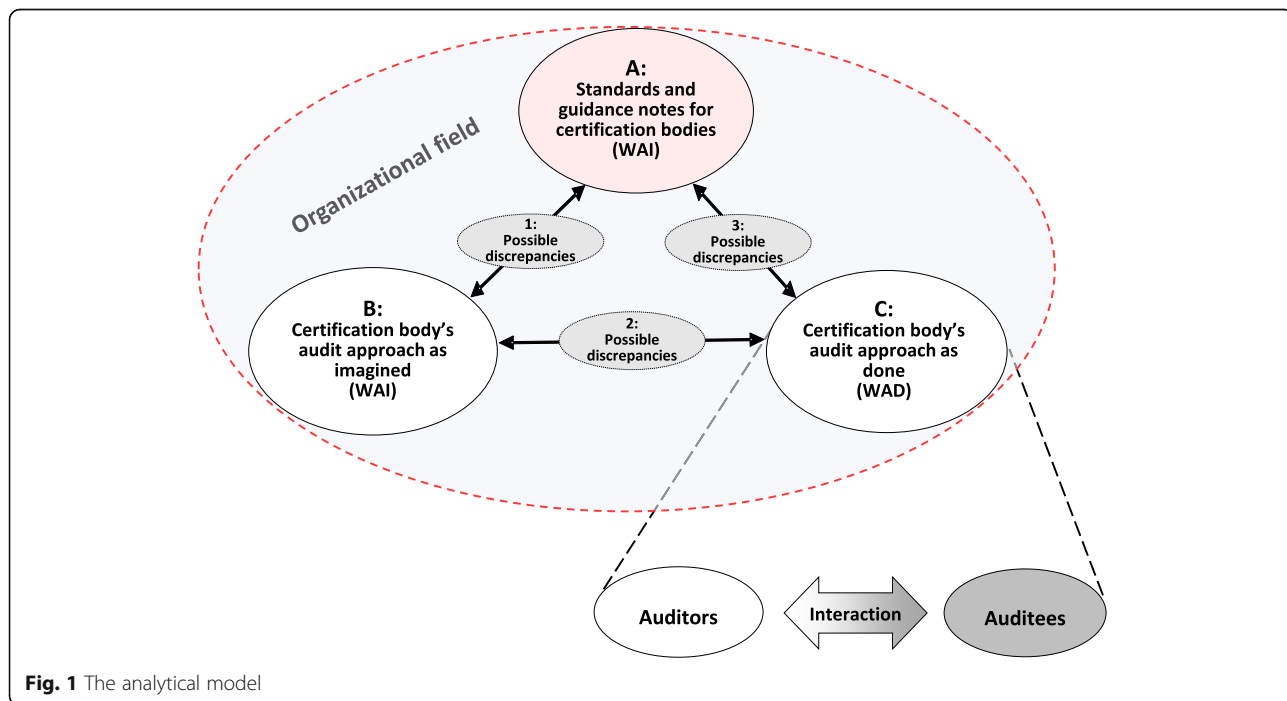 A:
Standards and
guidance notes for
certification bodies
(WAI)
Organizational field
1:
Possible
discrepancies
3:
Possible
discrepancies
B:
Certification body's
audit approach as
imagined
(WAI)
2:
Possible
discrepancies
C:
Certification body's
audit approach as
done
(WAD)
Auditors
Interaction
Auditees
Fig. 1 The analytical model